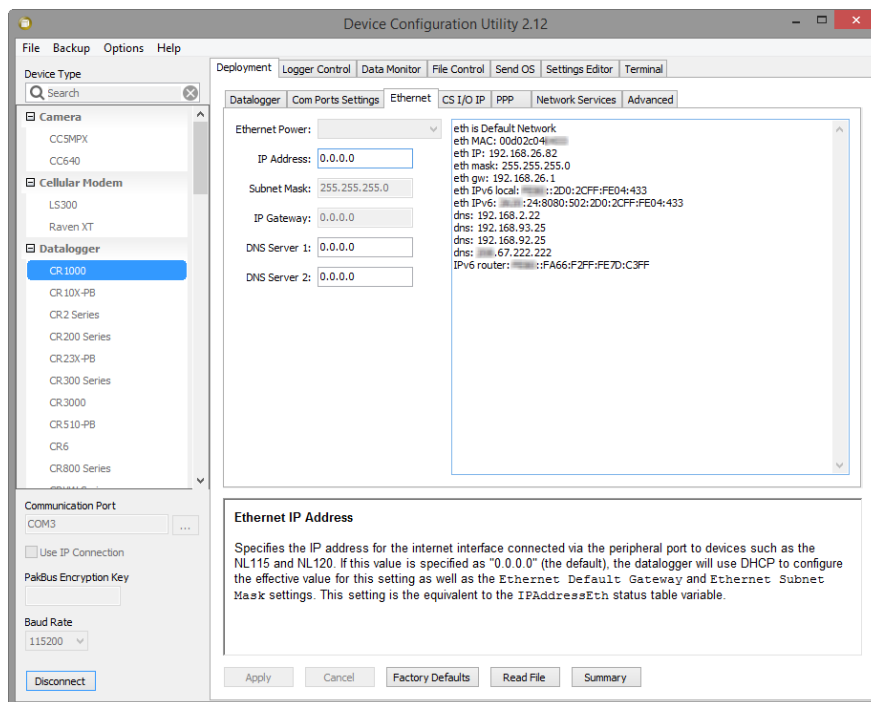 Device Configuration Utility 2.12
File Backup Options Help
Device Type
Search
Camera
CC5MPX
CC640
Cellular Modem
LS300
Raven XT
Datalogger
CR1000
CR10X-PB
CR2 Series
CR200 Series
CR23X-PB
CR300 Series
CR3000
CR510-PB
CR6
CR800 Series
Communication Port
COM3
...
Use IP Connection
PakBus Encryption Key
Baud Rate
115200
Disconnect
Deployment Logger Control Data Monitor File Control Send OS Settings Editor Terminal
Datalogger Com Ports Settings Ethernet CS I/O IP PPP Network Services Advanced
Ethernet Power:
IP Address: 0.0.0.0
Subnet Mask: 255.255.255.0
IP Gateway: 0.0.0.0
DNS Server 1: 0.0.0.0
DNS Server 2: 0.0.0.0
eth is Default Network
eth MAC: 00d02c04
eth IP: 192.168.26.82
eth mask: 255.255.255.0
eth gw: 192.168.26.1
eth IPv6 local: ::2D0:2CFF:FE04:433
eth IPv6: :24:8080:502:2D0:2CFF:FE04:433
dns: 192.168.2.22
dns: 192.168.93.25
dns: 192.168.92.25
dns: .67.222.222
IPv6 router: ::FA66:F2FF:FE7D:C3FF
Ethernet IP Address
Specifies the IP address for the internet interface connected via the peripheral port to devices such as the
NL115 and NL120. If this value is specified as "0.0.0.0" (the default), the datalogger will use DHCP to configure
the effective value for this setting as well as the Ethernet Default Gateway and Ethernet Subnet
Mask settings. This setting is the equivalent to the IPAddressEth status table variable.
Apply Cancel Factory Defaults Read File Summary